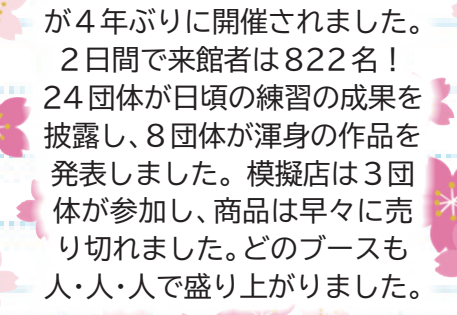 が４年ぶりに開催されました。
２日間で来館者は822名！
24団体が日頃の練習の成果を
披露し、８団体が渾身の作品を
発表しました。模擬店は３団
体が参加し、商品は早々に売
り切れました。どのブースも
人・人・人で盛り上がりました。